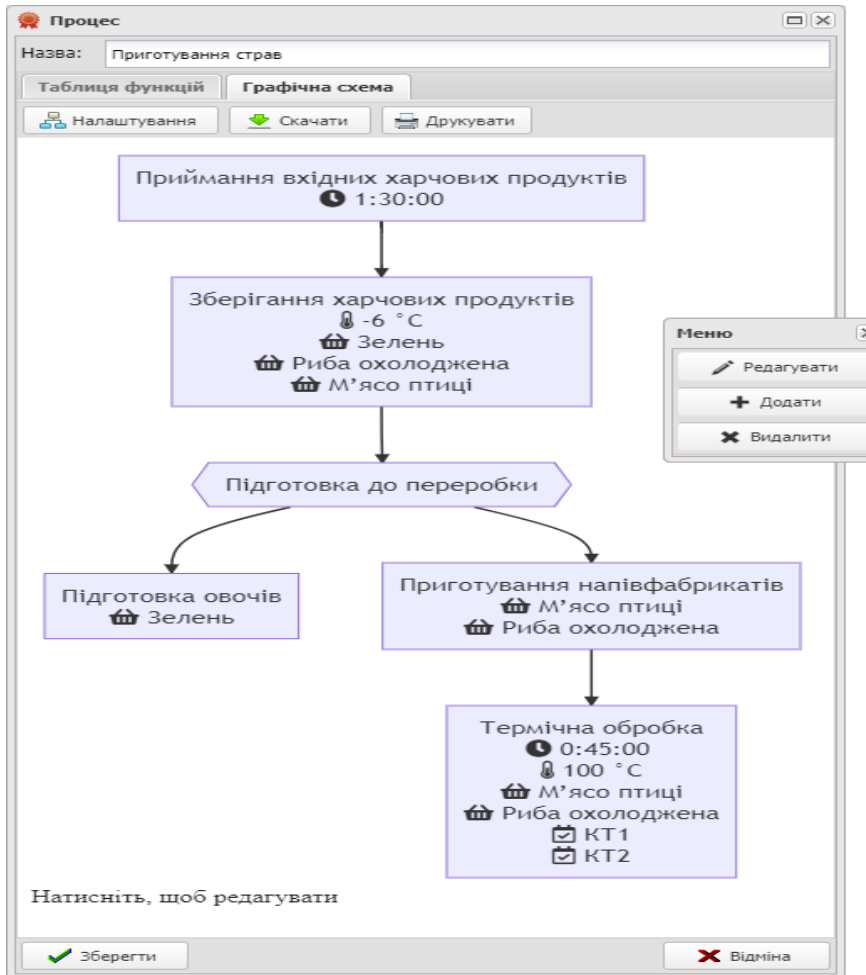 Процес
Назва: Приготування страв
Таблиця функцій Графічна схема
Налаштування Скачати Друкувати
Приймання вхідних харчових продуктів
1:30:00
Зберігання харчових продуктів
-6 °C
Зелень
Риба охолоджена
М’ясо птиці
Меню
Редагувати
Додати
Видалити
Підготовка до переробки
Підготовка овочів
Зелень
Приготування напівфабрикатів
М’ясо птиці
Риба охолоджена
Термічна обробка
0:45:00
100 °C
М’ясо птиці
Риба охолоджена
КТ1
КТ2
Натисніть, щоб редагувати
Зберегти Відміна